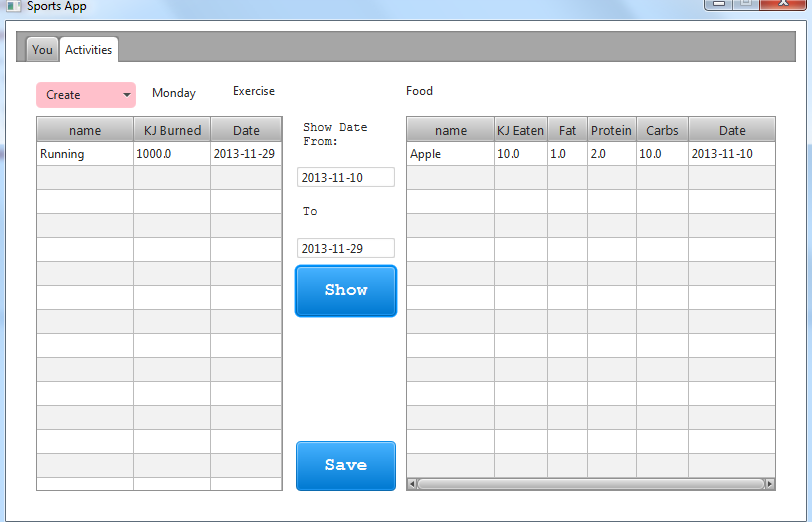 Sports App
You Activities
Create Monday Exercise Food
name KJ Burned Date
Running 1000.0 2013-11-29
Show Date
From:
2013-11-10
To
2013-11-29
Show
Save
name KJ Eaten Fat Protein Carbs Date
Apple 10.0 1.0 2.0 10.0 2013-11-10